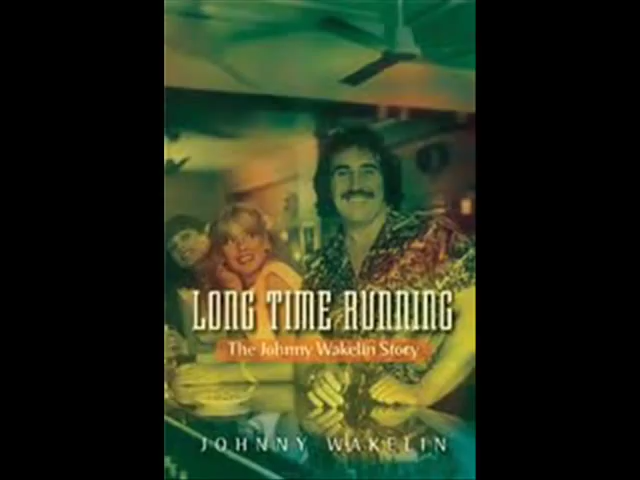 LONG TIME RUNNING
The Johnny Wakelin Story
JOHNNY WAKELIN